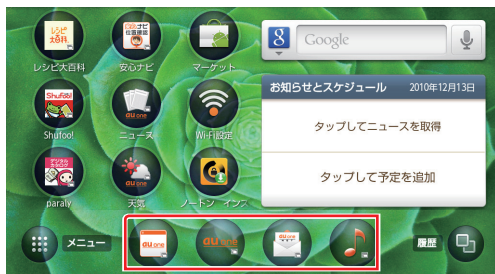 レシピ大百科
安心ナビ
マーケット
Google
お知らせとスケジュール 2010年12月13日
Shufoo!
ニュース
Wi-Fi設定
タップしてニュースを取得
paraly
天気
ノートン インス
タップして予定を追加
メニュー
au one
au one
au one
履歴